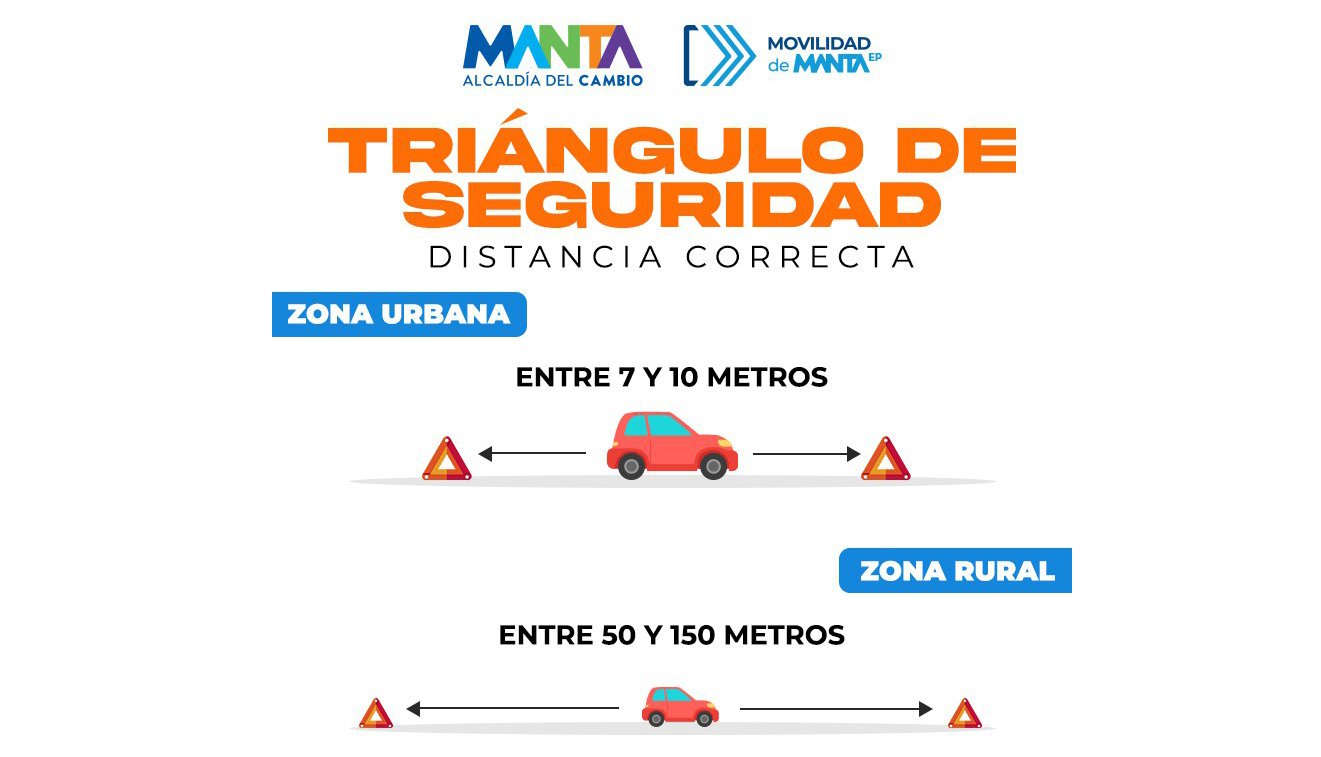 MANTA
ALCALDÍA DEL CAMBIO
MOVILIDAD
de MANTA EP
TRIÁNGULO DE
SEGURIDAD
DISTANCIA CORRECTA
ZONA URBANA
ENTRE 7 Y 10 METROS
ZONA RURAL
ENTRE 50 Y 150 METROS